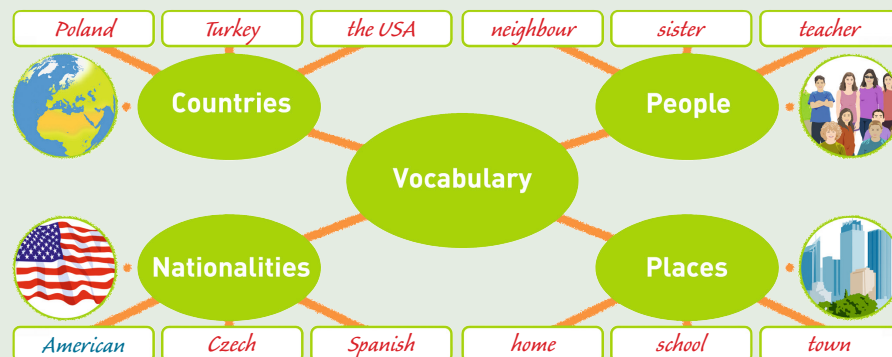 Poland
Turkey
the USA
neighbour
sister
teacher
Countries
People
Vocabulary
Nationalities
Places
American
Czech
Spanish
home
school
town